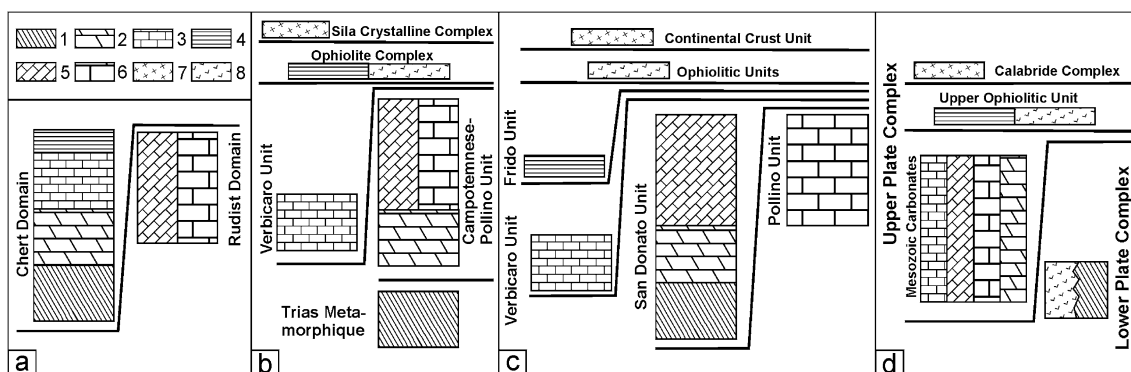 1
2
3
4
5
6
7
8
Chert Domain
Rudist Domain
a
Sila Crystalline Complex
Ophiolite Complex
Verbicaro Unit
Campotemnese-
Pollino Unit
Trias Meta-
morphique
b
Continental Crust Unit
Ophiolitic Units
Frido Unit
Verbicaro Unit
San Donato Unit
Pollino Unit
c
Upper Plate Complex
Calabride Complex
Upper Ophiolitic Unit
Mesozoic Carbonates
Lower Plate Complex
d